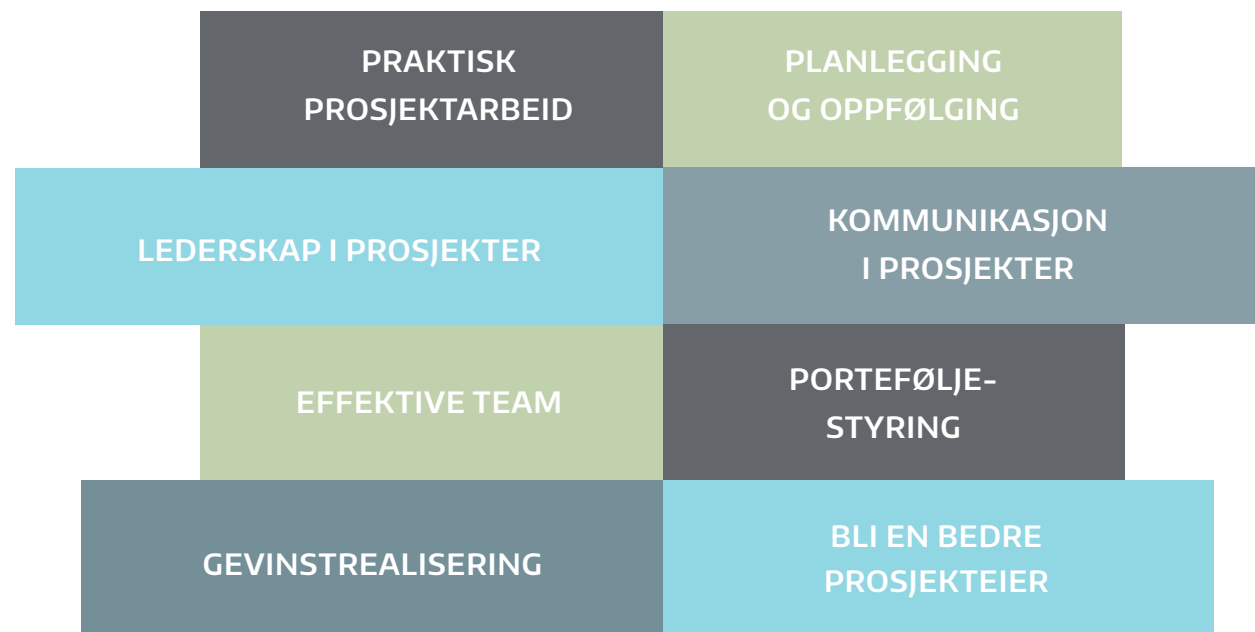 PRAKTISK
PROSJEKTARBEID
PLANLEGGING
OG OPPFØLGING
LEDERSKAP I PROSJEKTER
KOMMUNIKASJON
I PROSJEKTER
EFFEKTIVE TEAM
PORTEFØLJE-
STYRING
GEVINSTREALISERING
BLI EN BEDRE
PROSJEKTEIER